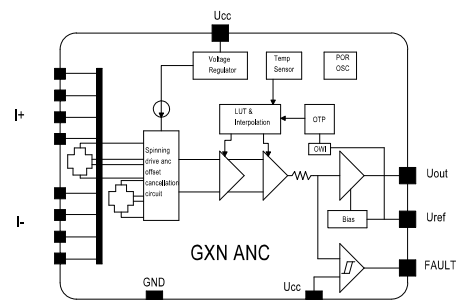 Ucc
Voltage
Regulator
Temp
Sensor
POR
OSC
I+
LUT &
Interpolation
OTP
OWI
Spinning
drive anc
offset
cancellation
circuit
Uout
I-
Bias
Uref
GXN ANC
FAULT
GND
Ucc